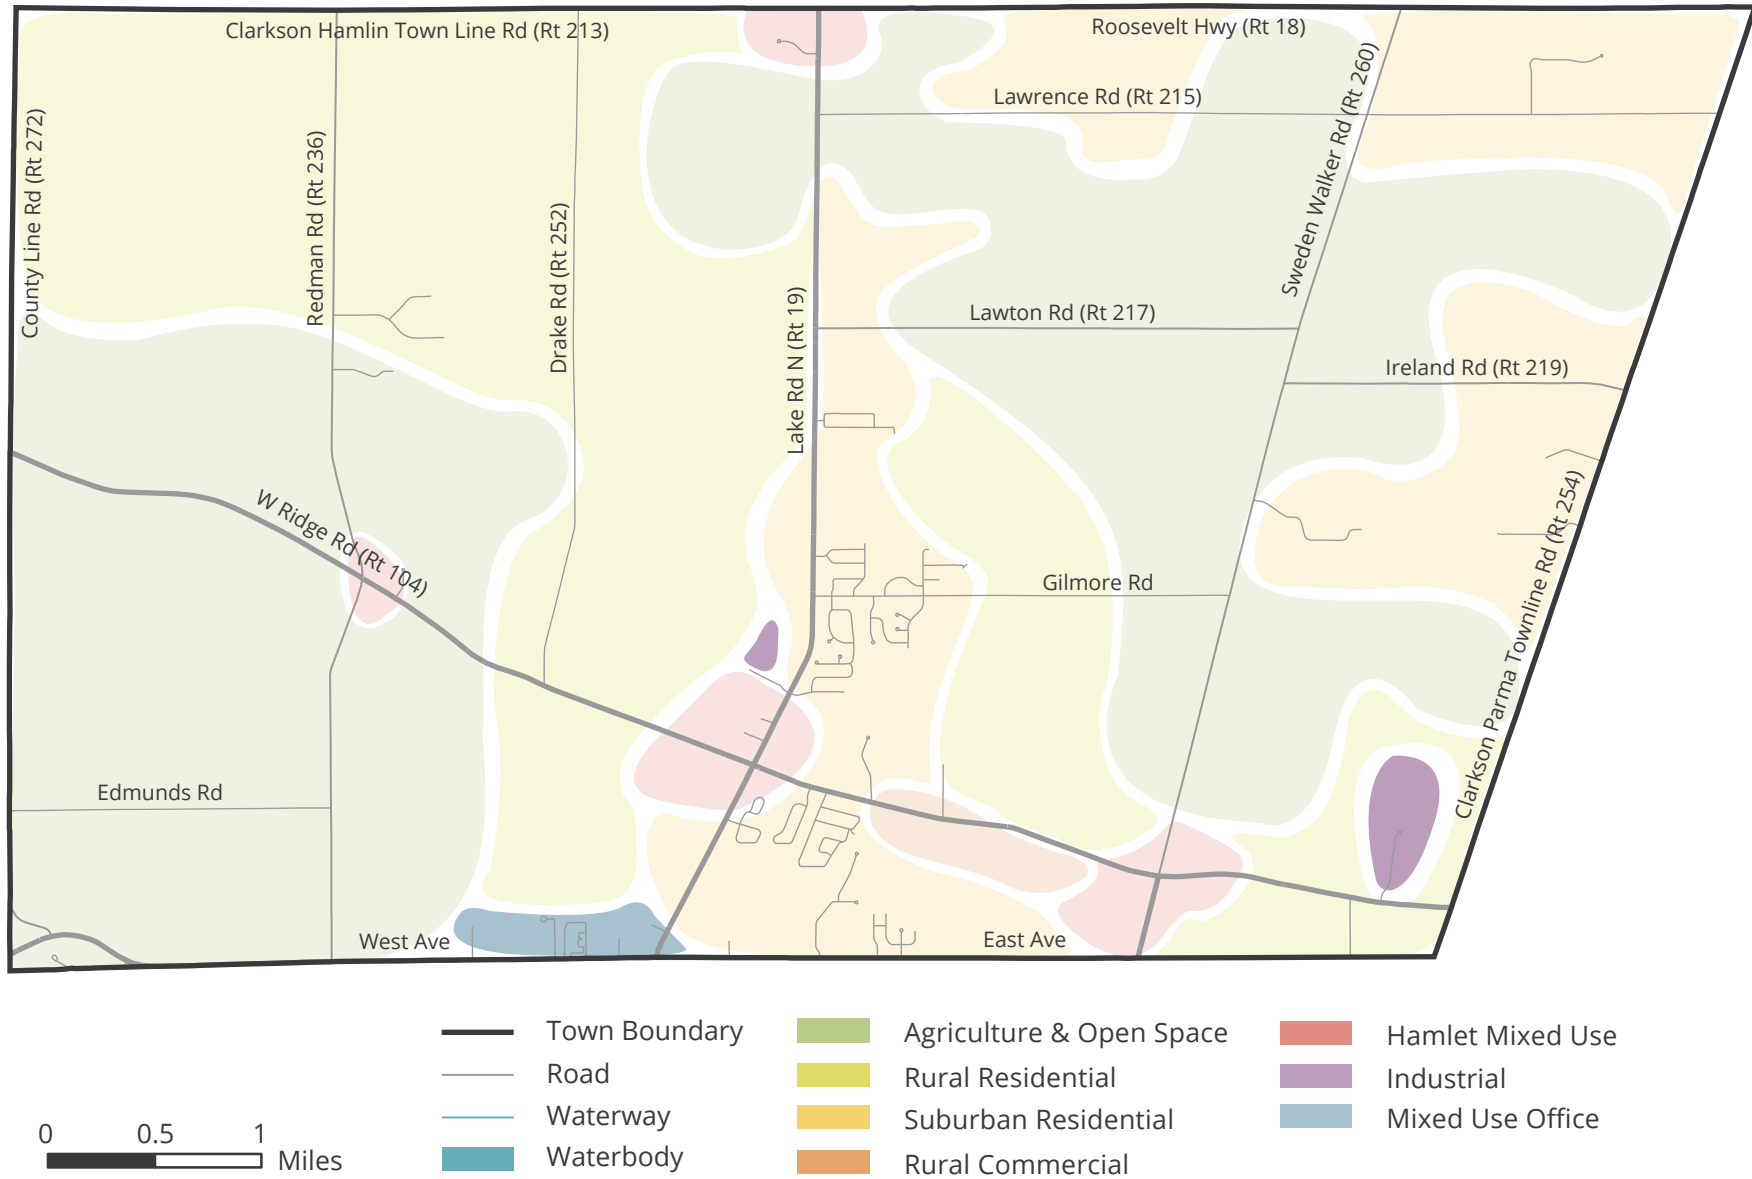 Clarkson Hamlin Town Line Rd (Rt 213)
Roosevelt Hwy (Rt 18)
County Line Rd (Rt 272)
Redman Rd (Rt 236)
Drake Rd (Rt 252)
Lake Rd N (Rt 19)
Lawrence Rd (Rt 215)
Sweden Walker Rd (Rt 260)
Lawton Rd (Rt 217)
Ireland Rd (Rt 219)
W Ridge Rd (Rt 104)
Gilmore Rd
Clarkson Parma Townline Rd (Rt 254)
Edmunds Rd
West Ave
East Ave
0 0.5 1
Miles
Town Boundary
Road
Waterway
Waterbody
Agriculture & Open Space
Rural Residential
Suburban Residential
Rural Commercial
Hamlet Mixed Use
Industrial
Mixed Use Office